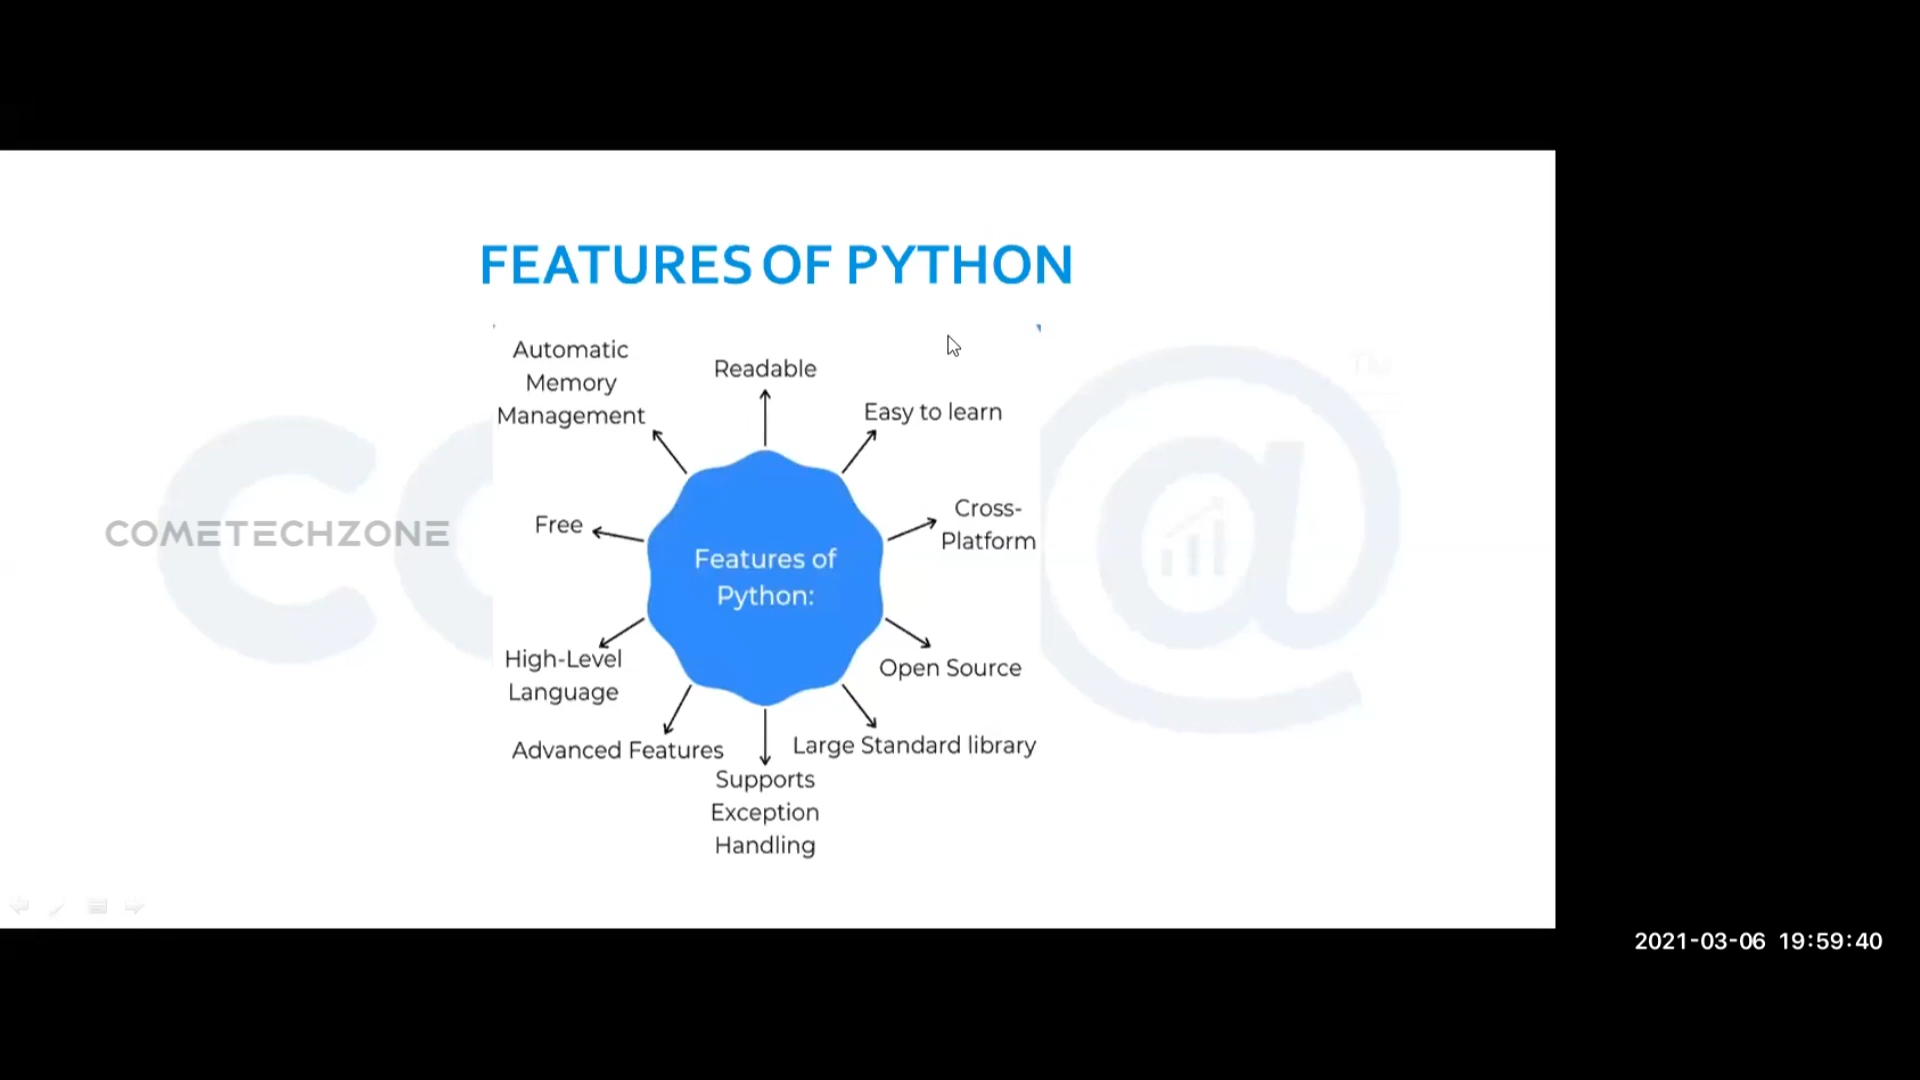 FEATURES OF PYTHON
Automatic
Memory
Management
Readable
Easy to learn
Cross-
Platform
Free
COMETECHZONE
Features of
Python:
High-Level
Language
Open Source
Advanced Features
Large Standard library
Supports
Exception
Handling
2021-03-06 19:59:40